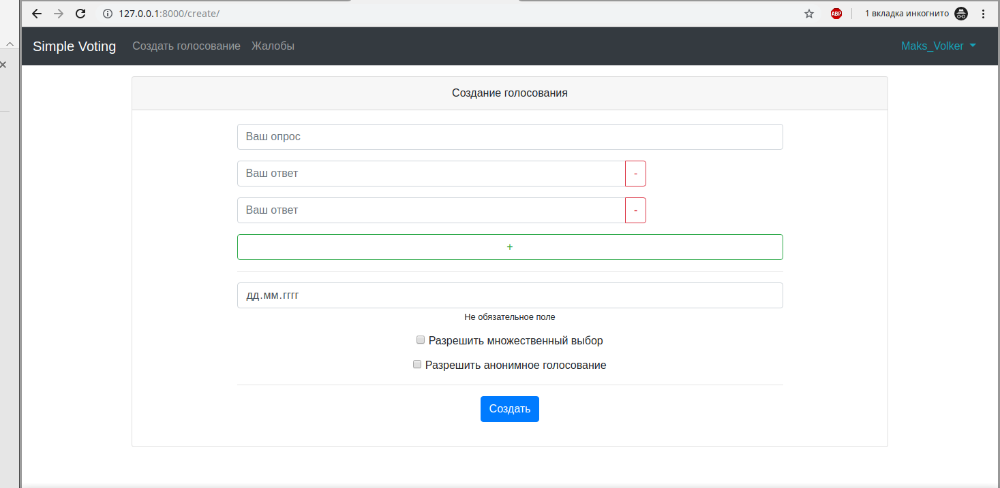 127.0.0.1:8000/create/ ABP 1 вкладка инкогнито
Simple Voting Создать голосование Жалобы Maks_Volker
Создание голосования
Ваш опрос
Ваш ответ -
Ваш ответ -
+
дд.мм.гггг
Не обязательное поле
Разрешить множественный выбор
Разрешить анонимное голосование
Создать